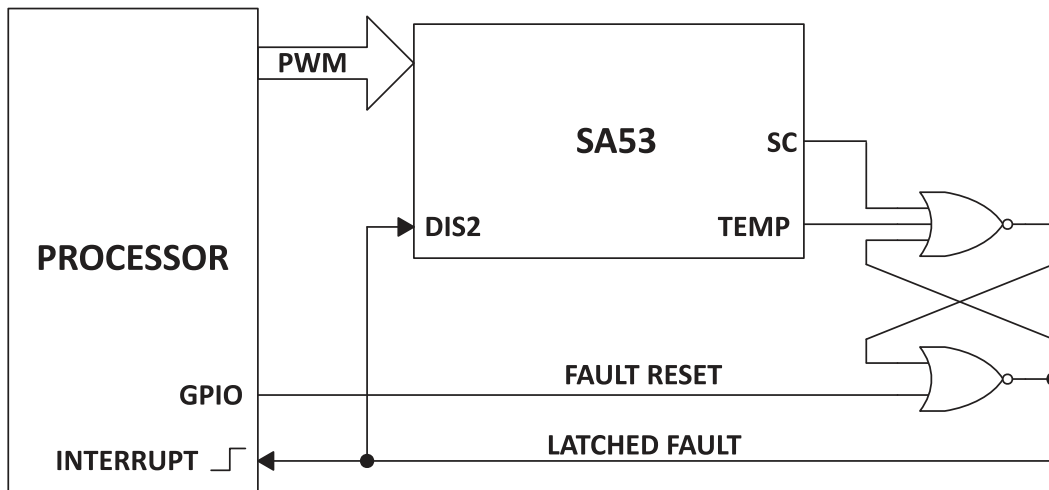 PWM
SA53
SC
DIS2
TEMP
PROCESSOR
FAULT RESET
GPIO
LATCHED FAULT
INTERRUPT